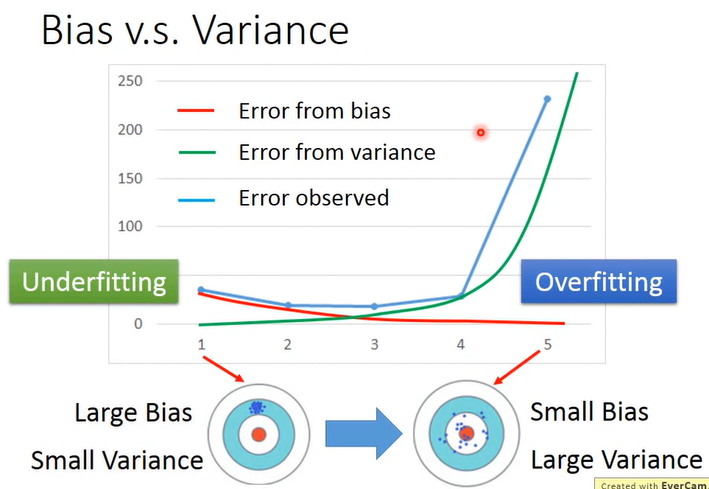 Bias v.s. Variance
250
200
150
100
0
Error from bias
Error from variance
Error observed
Underfitting
Overfitting
1 2 3 4 5
Large Bias
Small Variance
Small Bias
Large Variance
Created with EverCam.